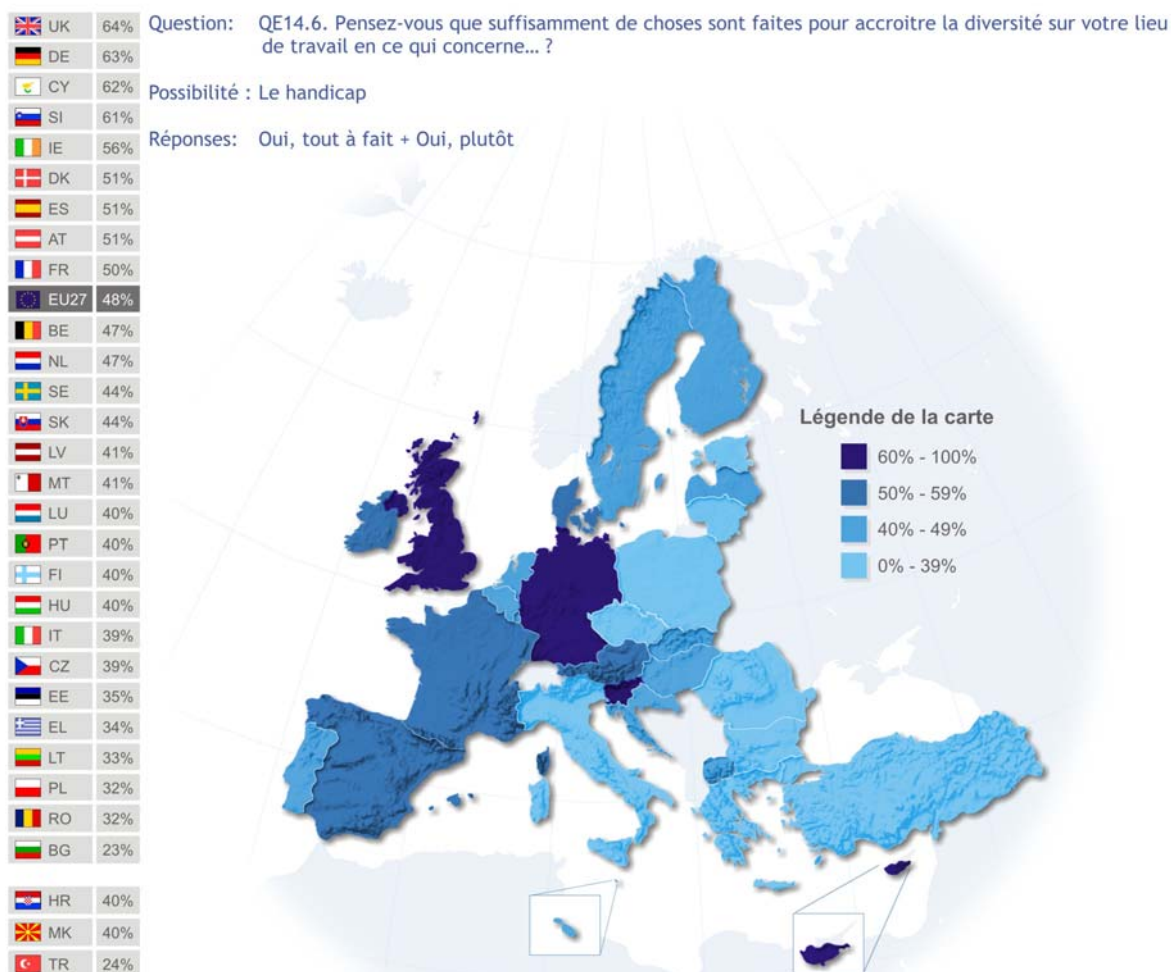 UK 64%
DE 63%
CY 62%
SI 61%
IE 56%
DK 51%
ES 51%
AT 51%
FR 50%
EU27 48%
BE 47%
NL 47%
SE 44%
SK 44%
LV 41%
MT 41%
LU 40%
PT 40%
FI 40%
HU 40%
IT 39%
CZ 39%
EE 35%
EL 34%
LT 33%
PL 32%
RO 32%
BG 23%
HR 40%
MK 40%
TR 24%
Question: QE14.6. Pensez-vous que suffisamment de choses sont faites pour accroitre la diversité sur votre lieu
de travail en ce qui concerne... ?
Possibilité : Le handicap
Réponses: Oui, tout à fait + Oui, plutôt
Légende de la carte
60% - 100%
50% - 59%
40% - 49%
0% - 39%